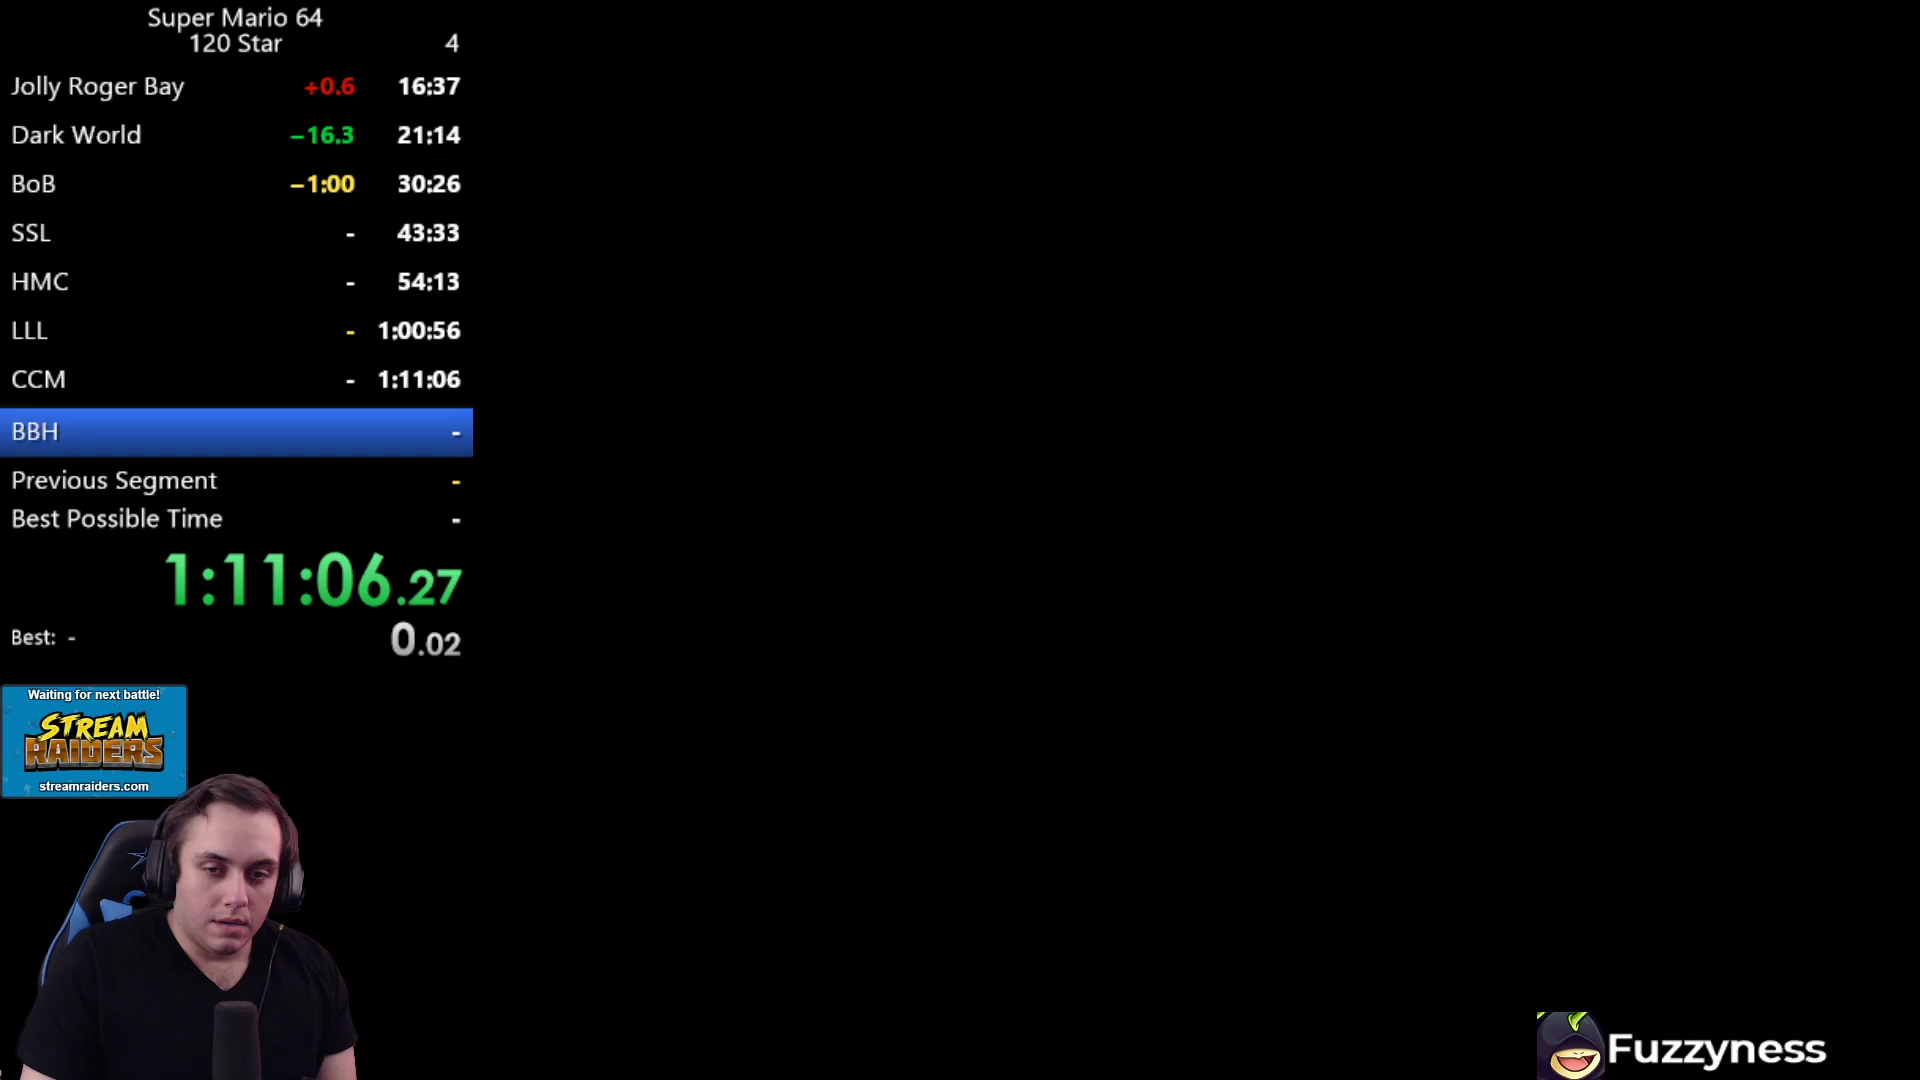 Super Mario 64
120 Star 4
Jolly Roger Bay +0.6 16:37
Dark World −16.3 21:14
BoB −1:00 30:26
SSL - 43:33
HMC - 54:13
LLL - 1:00:56
CCM - 1:11:06
BBH -
Previous Segment -
Best Possible Time -
1:11:06.27
Best: - 0.02
Waiting for next battle!
STREAM
RAIDERS
streamraiders.com
Fuzzyness